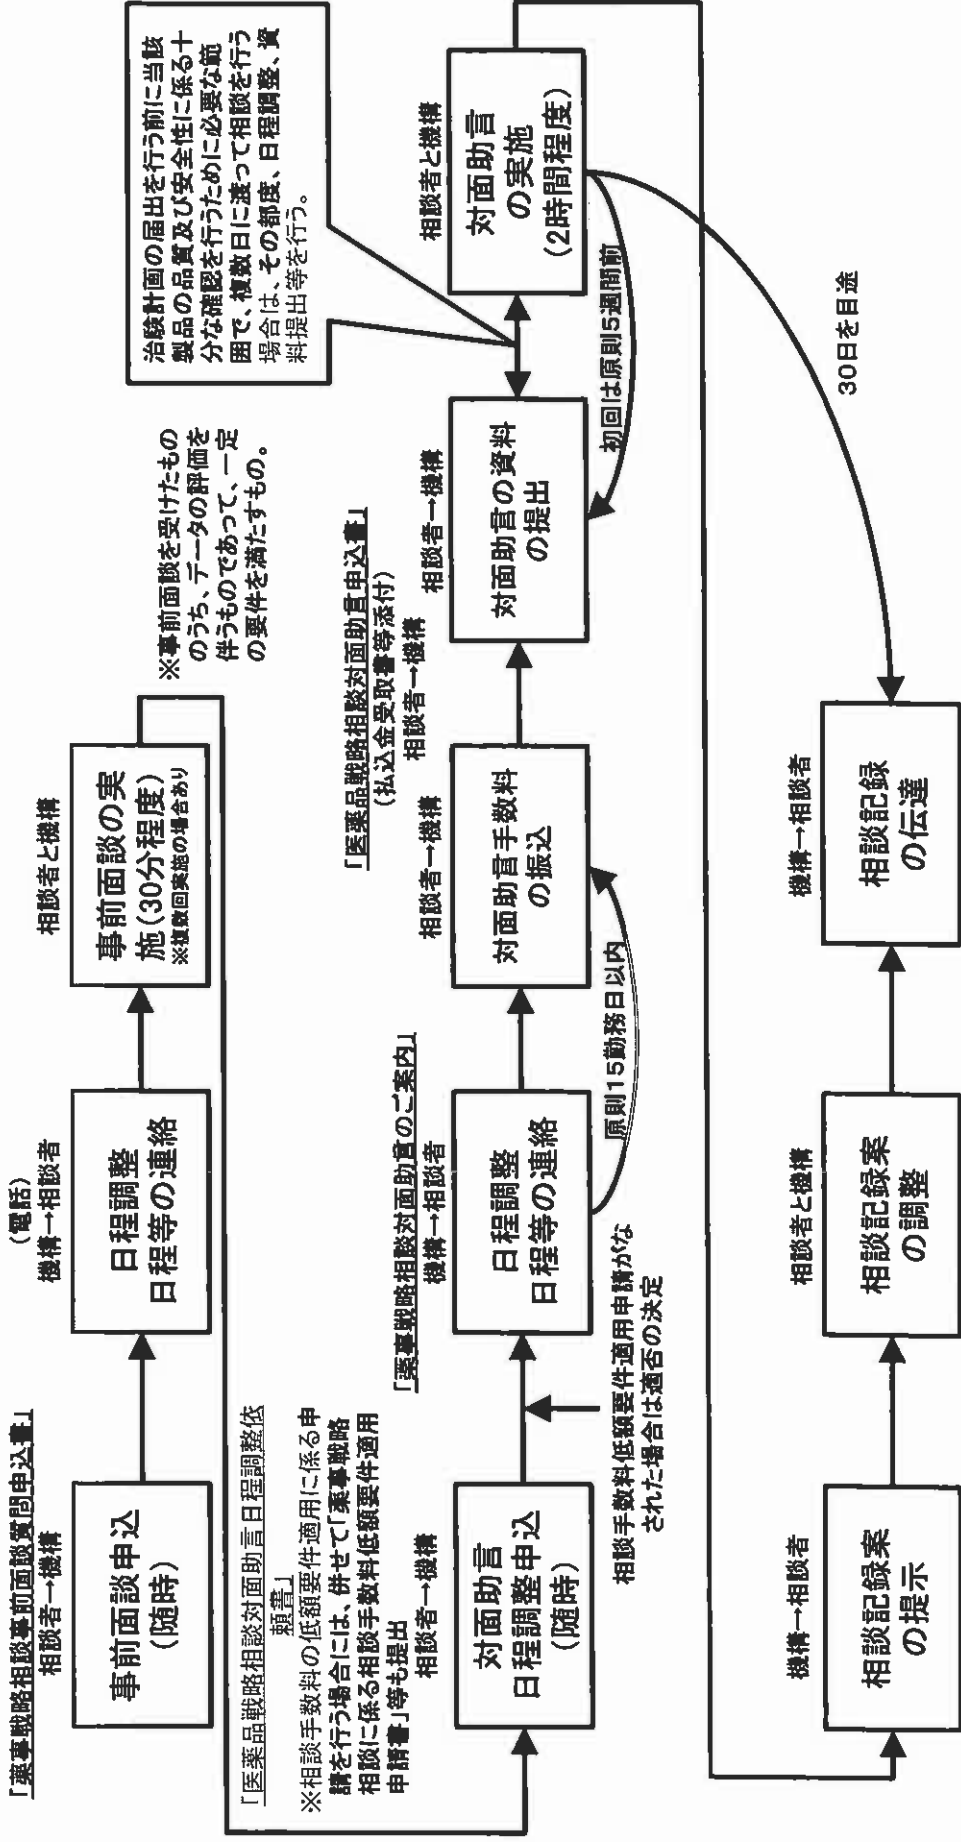 「薬事戦略相談事前面談質問申込書」
相談者→機構
事前面談申込
(随時)
(電話)
機構→相談者
日程調整
日程等の連絡
相談者と機構
事前面談の実
施(30分程度)
※複数回実施の場合あり
※事前面談を受けたもの
のうち、データの評価を
伴うものであって、一定
の要件を満たすもの。
治験計画の届出を行う前に当該
製品の品質及び安全性に係る十
分な確認を行うために必要な範
囲で、複数日に渡って相談を行う
場合は、その都度、日程調整、資
料提出等を行う。
「医薬品戦略相談対面助言日程調整依
頼書」
※相談手数料の低額要件適用に係る申
請を行う場合には、併せて「薬事戦略
相談に係る相談手数料低額要件適用
申請書」等も提出
相談者→機構
対面助言
日程調整申込
(随時)
相談手数料低額要件適用申請がな
された場合は適否の決定
「薬事戦略相談対面助言のご案内」
機構→相談者
日程調整
日程等の連絡
原則15勤務日以内
相談者→機構
対面助言手数料
の振込
「医薬品戦略相談対面助言申込書」
(払込金受取書等添付)
相談者→機構
相談者→機構
対面助言の資料
の提出
初回は原則5週間前
相談者と機構
対面助言
の実施
(2時間程度)
30日を目途
機構→相談者
相談記録案
の提示
相談者と機構
相談記録案
の調整
機構→相談者
相談記録
の伝達